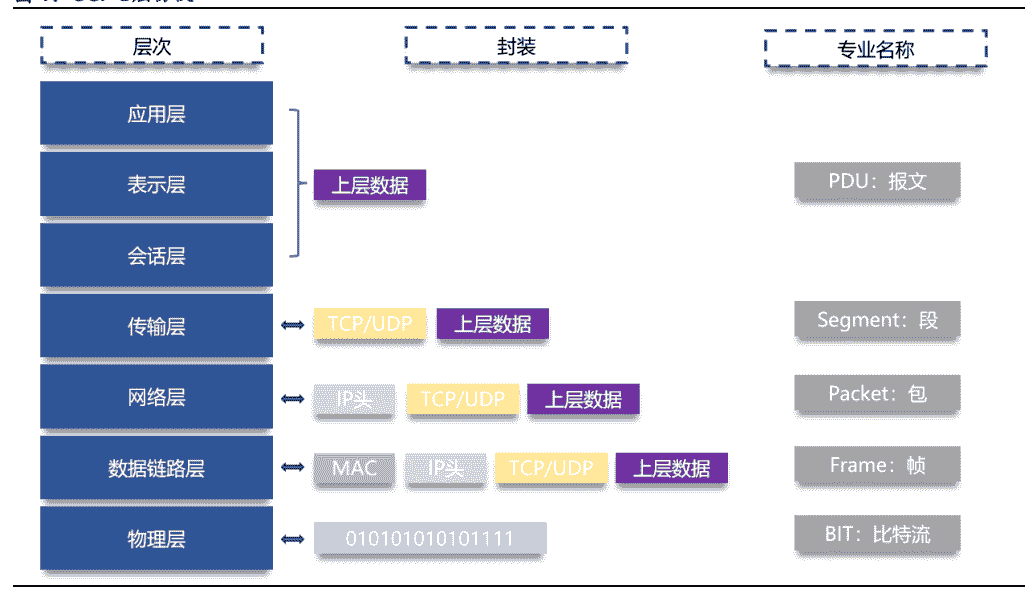 层次 封装 专业名称
应用层
表示层 上层数据 PDU：报文
会话层
传输层 TCP/UDP 上层数据 Segment：段
网络层 IP头 TCP/UDP 上层数据 Packet：包
数据链路层 MAC IP头 TCP/UDP 上层数据 Frame：帧
物理层 010101010101111 BIT：比特流